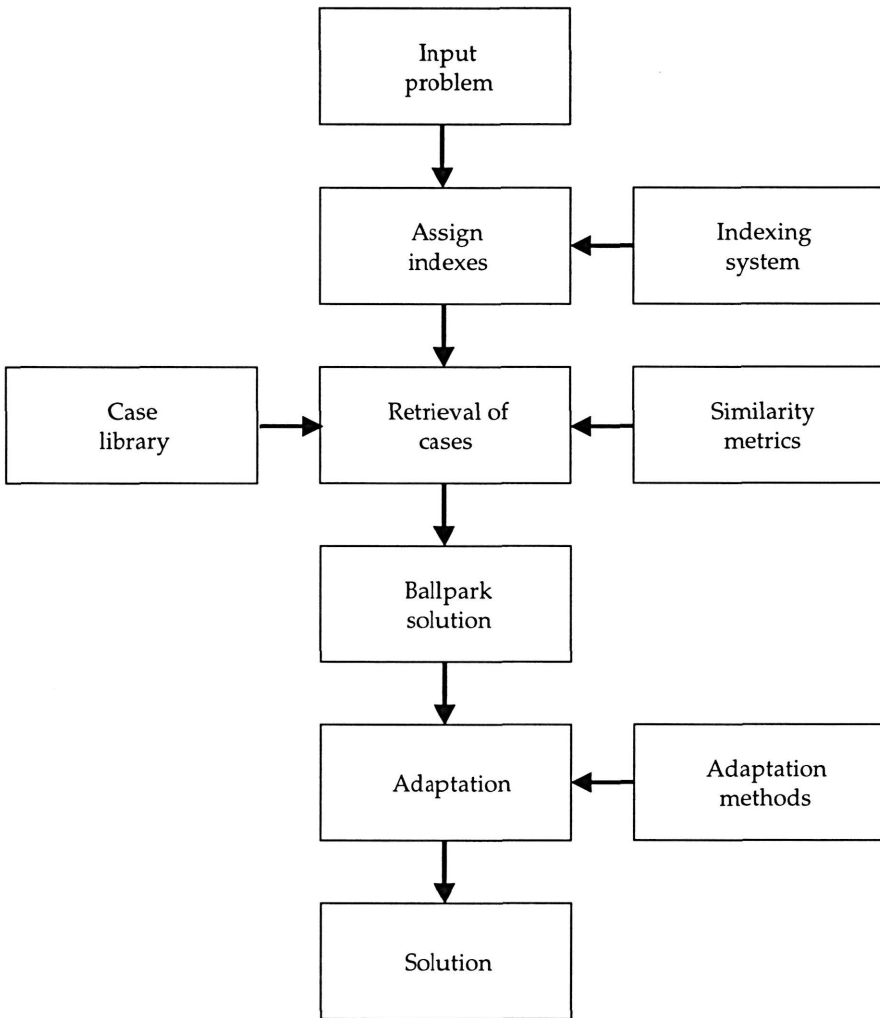 Input
problem
Assign
indexes
Indexing
system
Case
library
Retrieval of
cases
Similarity
metrics
Ballpark
solution
Adaptation
Adaptation
methods
Solution